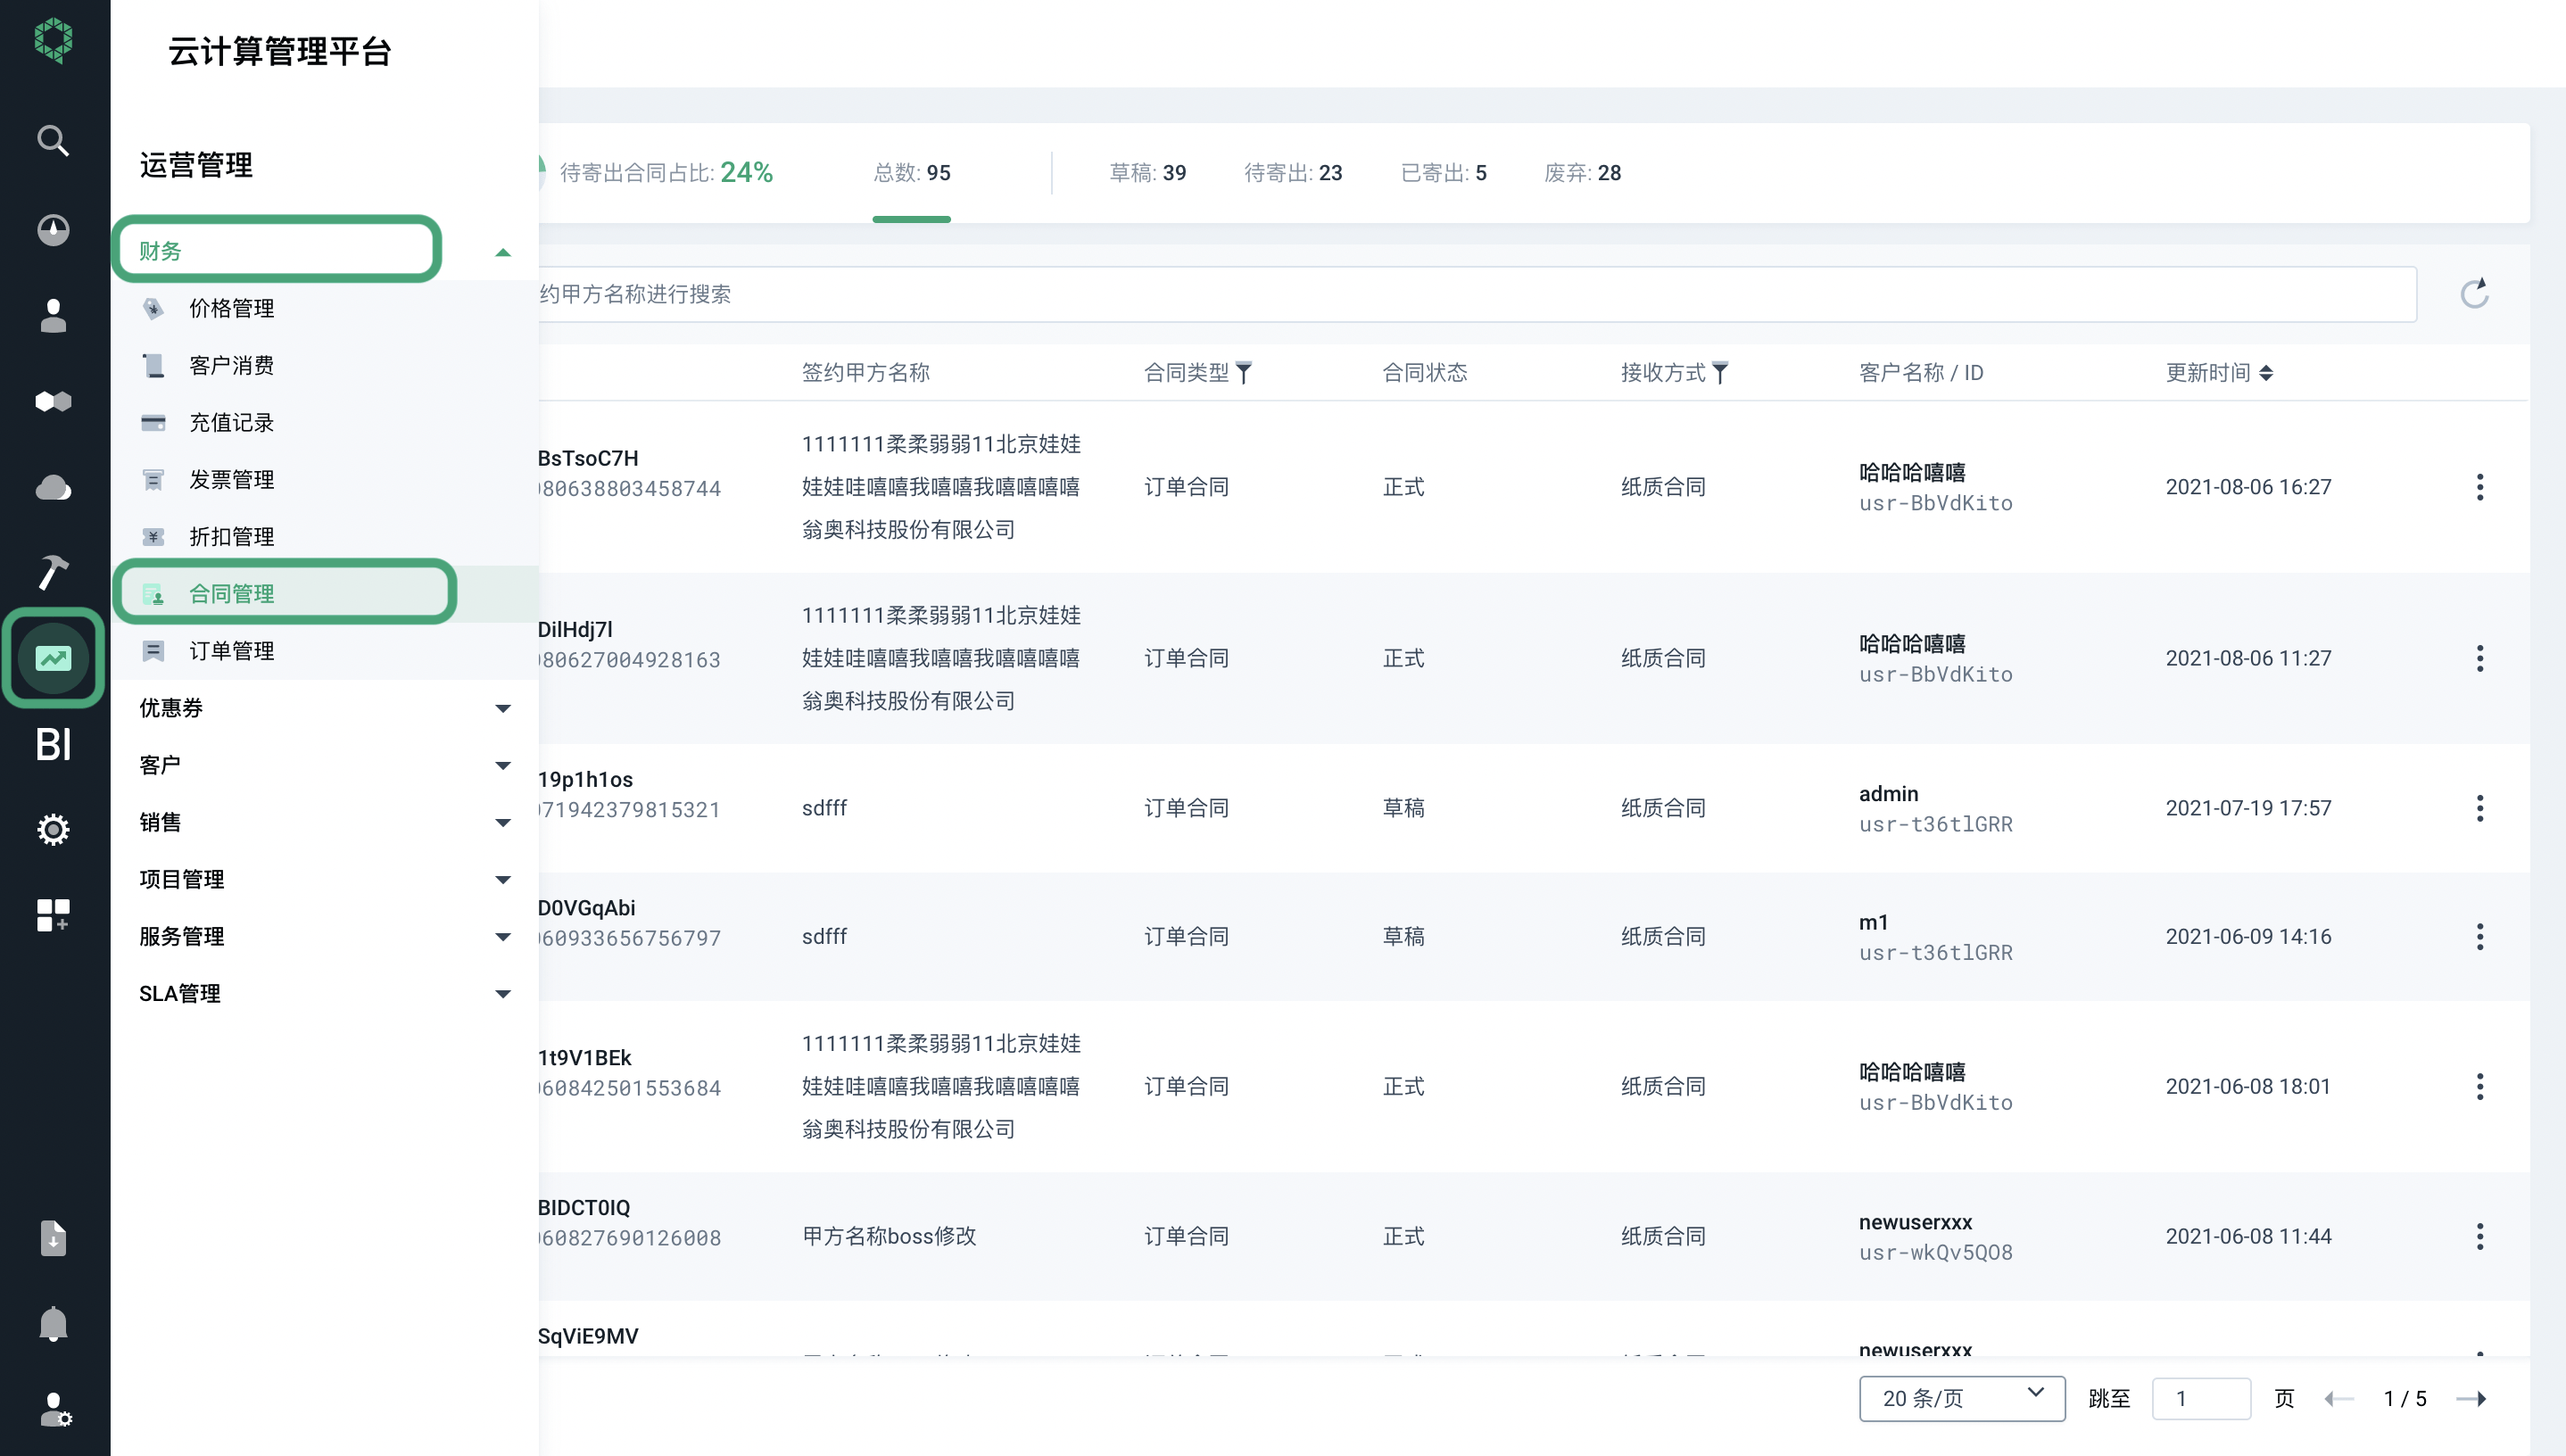 云计算管理平台
运营管理
财务
价格管理
客户消费
充值记录
发票管理
折扣管理
合同管理
订单管理
优惠券
客户
销售
项目管理
服务管理
SLA管理
BI
待寄出合同占比: 24% 总数: 95 草稿: 39 待寄出: 23 已寄出: 5 废弃: 28
约甲方名称进行搜索
签约甲方名称 合同类型 合同状态 接收方式 客户名称 / ID 更新时间
BsTsoC7H
080638803458744
1111111柔柔弱弱11北京娃娃
娃娃哇嘻嘻我嘻嘻我嘻嘻嘻嘻
翁奥科技股份有限公司
订单合同 正式 纸质合同
哈哈哈嘻嘻
usr-BbVdKito
2021-08-06 16:27
DilHdj7l
080627004928163
1111111柔柔弱弱11北京娃娃
娃娃哇嘻嘻我嘻嘻我嘻嘻嘻嘻
翁奥科技股份有限公司
订单合同 正式 纸质合同
哈哈哈嘻嘻
usr-BbVdKito
2021-08-06 11:27
19p1h1os
071942379815321
sdfff 订单合同 草稿 纸质合同
admin
usr-t36tlGRR
2021-07-19 17:57
D0VGqAbi
060933656756797
sdfff 订单合同 草稿 纸质合同
m1
usr-t36tlGRR
2021-06-09 14:16
1t9V1BEk
060842501553684
1111111柔柔弱弱11北京娃娃
娃娃哇嘻嘻我嘻嘻我嘻嘻嘻嘻
翁奥科技股份有限公司
订单合同 正式 纸质合同
哈哈哈嘻嘻
usr-BbVdKito
2021-06-08 18:01
BIDCT0IQ
060827690126008
甲方名称boss修改 订单合同 正式 纸质合同
newuserxxx
usr-wkQv5QO8
2021-06-08 11:44
SqViE9MV
newuserxxx
20 条/页 跳至 1 页 1 / 5